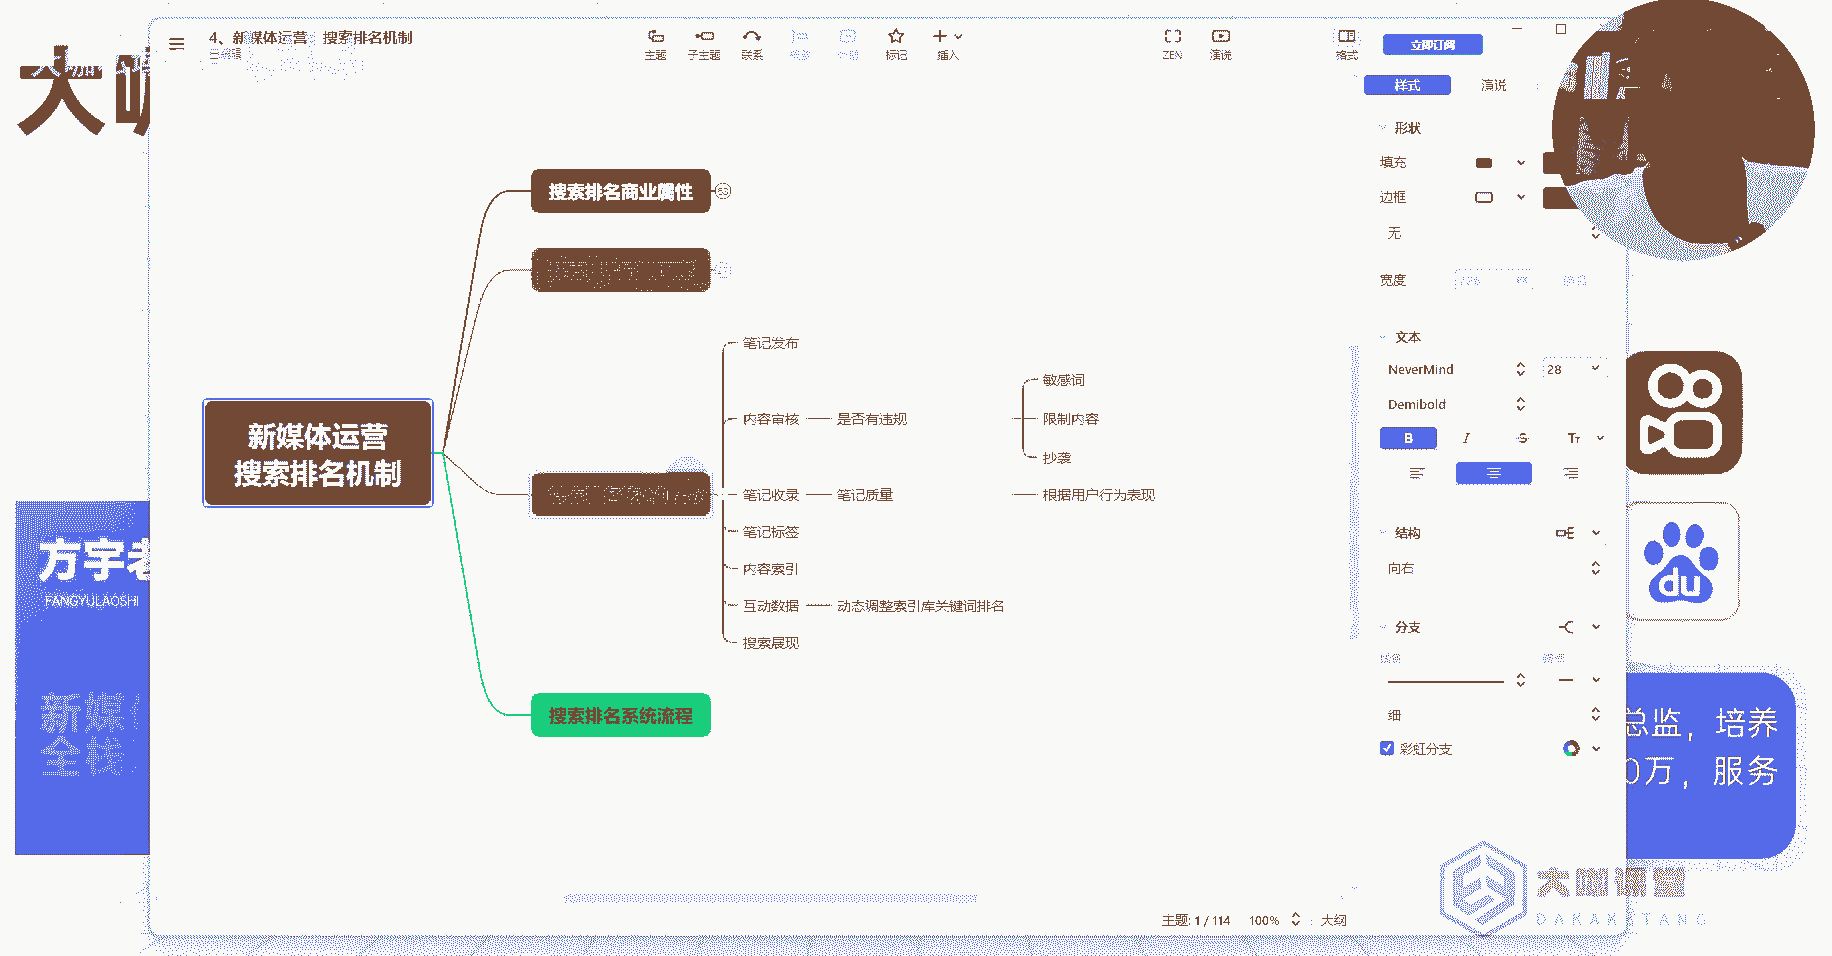 大咖
4、新媒体运营 搜索排名机制
已编辑
主题
子主题
联系
标记
插入
ZEN
演说
格式
立即订阅
样式
演说
形状
填充
边框
无
宽度
文本
NeverMind
28
Demibold
B
I
S
TT
结构
向右
分支
细
彩虹分支
搜索排名商业属性
新媒体运营
搜索排名机制
笔记发布
内容审核
是否有违规
敏感词
限制内容
抄袭
笔记收录
笔记质量
根据用户行为表现
笔记标签
内容索引
互动数据
动态调整索引库关键词排名
搜索展现
搜索排名系统流程
方宇老
FANGYULAOSHI
新媒
全栈
du
总监，培养
0万，服务
主题: 1 / 114
100%
大纲
大咖课堂
DAKAKETANG